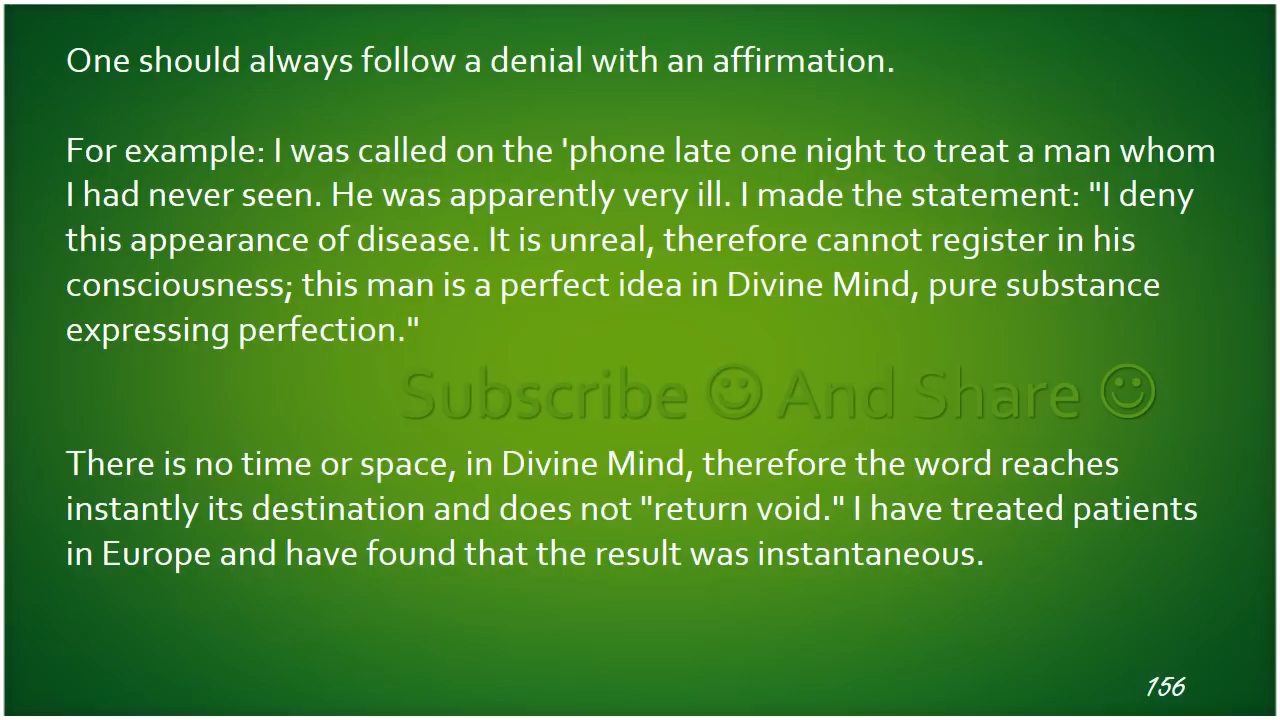 One should always follow a denial with an affirmation.
For example: I was called on the 'phone late one night to treat a man whom
I had never seen. He was apparently very ill. I made the statement: "I deny
this appearance of disease. It is unreal, therefore cannot register in his
consciousness; this man is a perfect idea in Divine Mind, pure substance
expressing perfection."
Subscribe ☺ And Share ☺
There is no time or space, in Divine Mind, therefore the word reaches
instantly its destination and does not "return void." I have treated patients
in Europe and have found that the result was instantaneous.
156